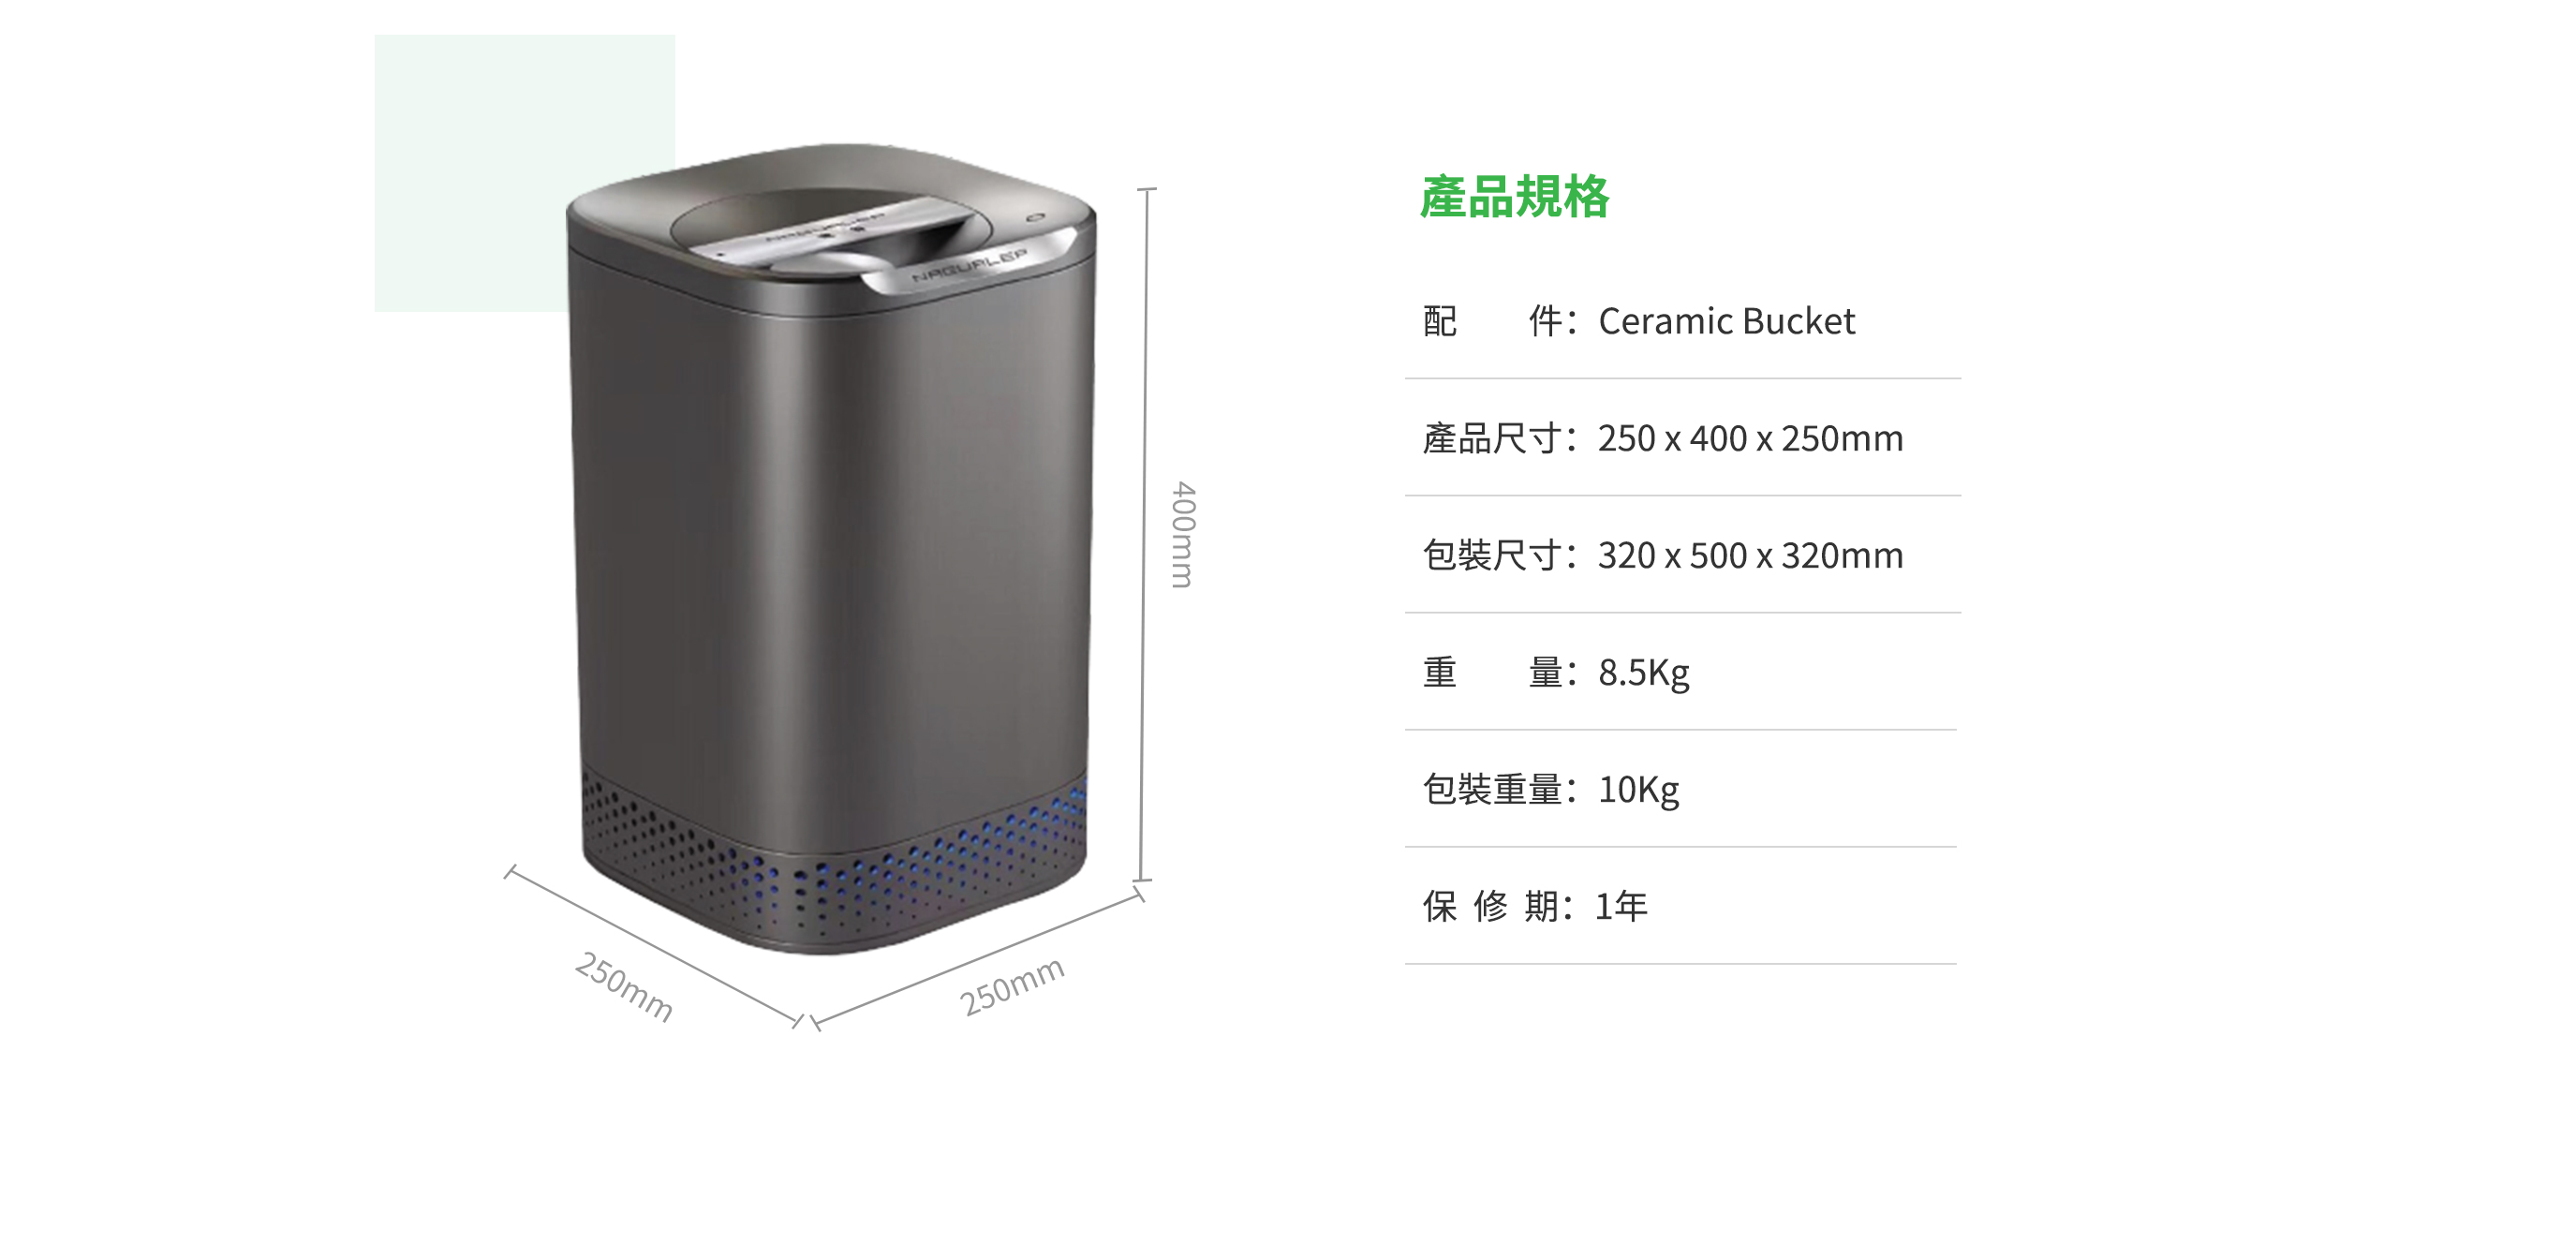 NAGUALEP
400mm
250mm
250mm
產品規格
配　　件：Ceramic Bucket
產品尺寸：250 x 400 x 250mm
包裝尺寸：320 x 500 x 320mm
重　　量：8.5Kg
包裝重量：10Kg
保 修 期：1年